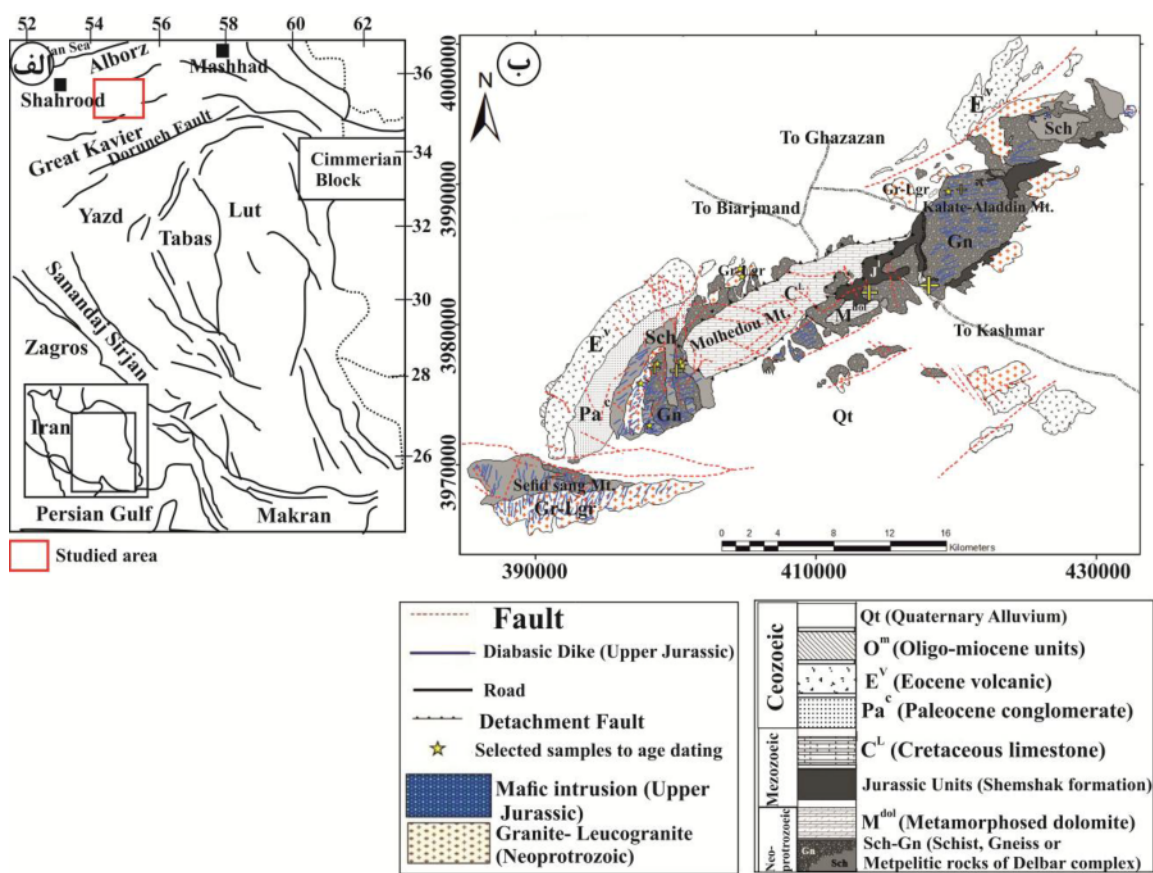 52 54 56 58 60 62
الف
an Sea
Alborz
Mashhad
Shahrood
36
Great Kavier
Dorouneh Fault
34
Cimmerian
Block
Yazd
Lut
Tabas
32
30
Sanandaj Sirjan
Zagros
28
Iran
26
Persian Gulf
Makran
Studied area
ب
N
4000000
3990000
3980000
3970000
E v
Sch
To Ghazazan
Gr-Lgr
Kalate-Aladdin Mt.
To Biarjmand
Gn
Gr-Lgr
J
C L
M dol
Molhedou Mt.
Sch
E v
To Kashmar
Pa c
Gn
Qt
Sefid sang Mt.
Gr-Lgr
0 2 4 8 12 16
Kilometers
390000 410000 430000
Fault
Diabasic Dike (Upper Jurassic)
Road
Detachment Fault
Selected samples to age dating
Mafic intrusion (Upper
Jurassic)
Granite- Leucogranite
(Neoprotrozoic)
Ceozoeic
Qt (Quaternary Alluvium)
O m (Oligo-miocene units)
E V (Eocene volcanic)
Pa c (Paleocene conglomerate)
Mezozoeic
C L (Cretaceous limestone)
Jurassic Units (Shemshak formation)
Neo-
protrozoeic
M dol (Metamorphosed dolomite)
Sch-Gn (Schist, Gneiss or
Metpelitic rocks of Delbar complex)
Gn
Sch